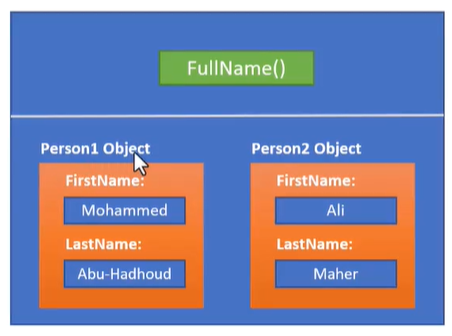 FullName()
Person1 Object
FirstName:
Mohammed
LastName:
Abu-Hadhoud
Person2 Object
FirstName:
Ali
LastName:
Maher